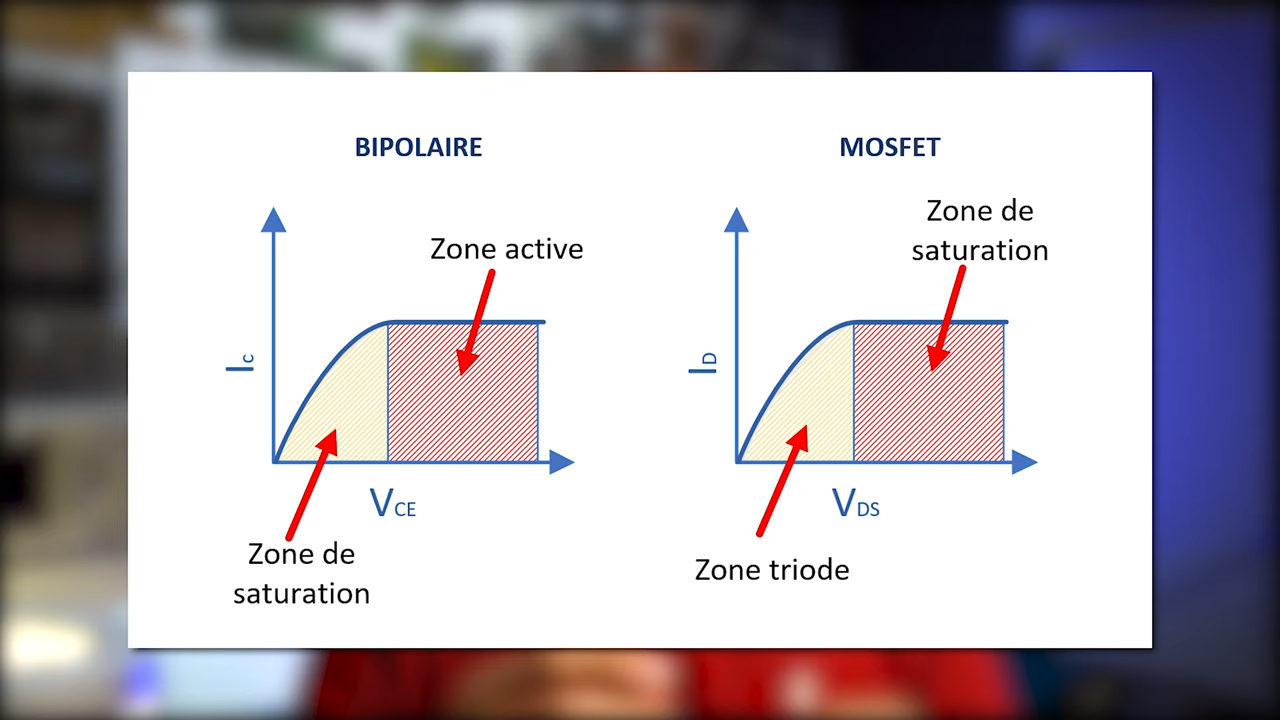 BIPOLAIRE
Zone active
Ic
VCE
Zone de
saturation
MOSFET
Zone de
saturation
ID
VDS
Zone triode